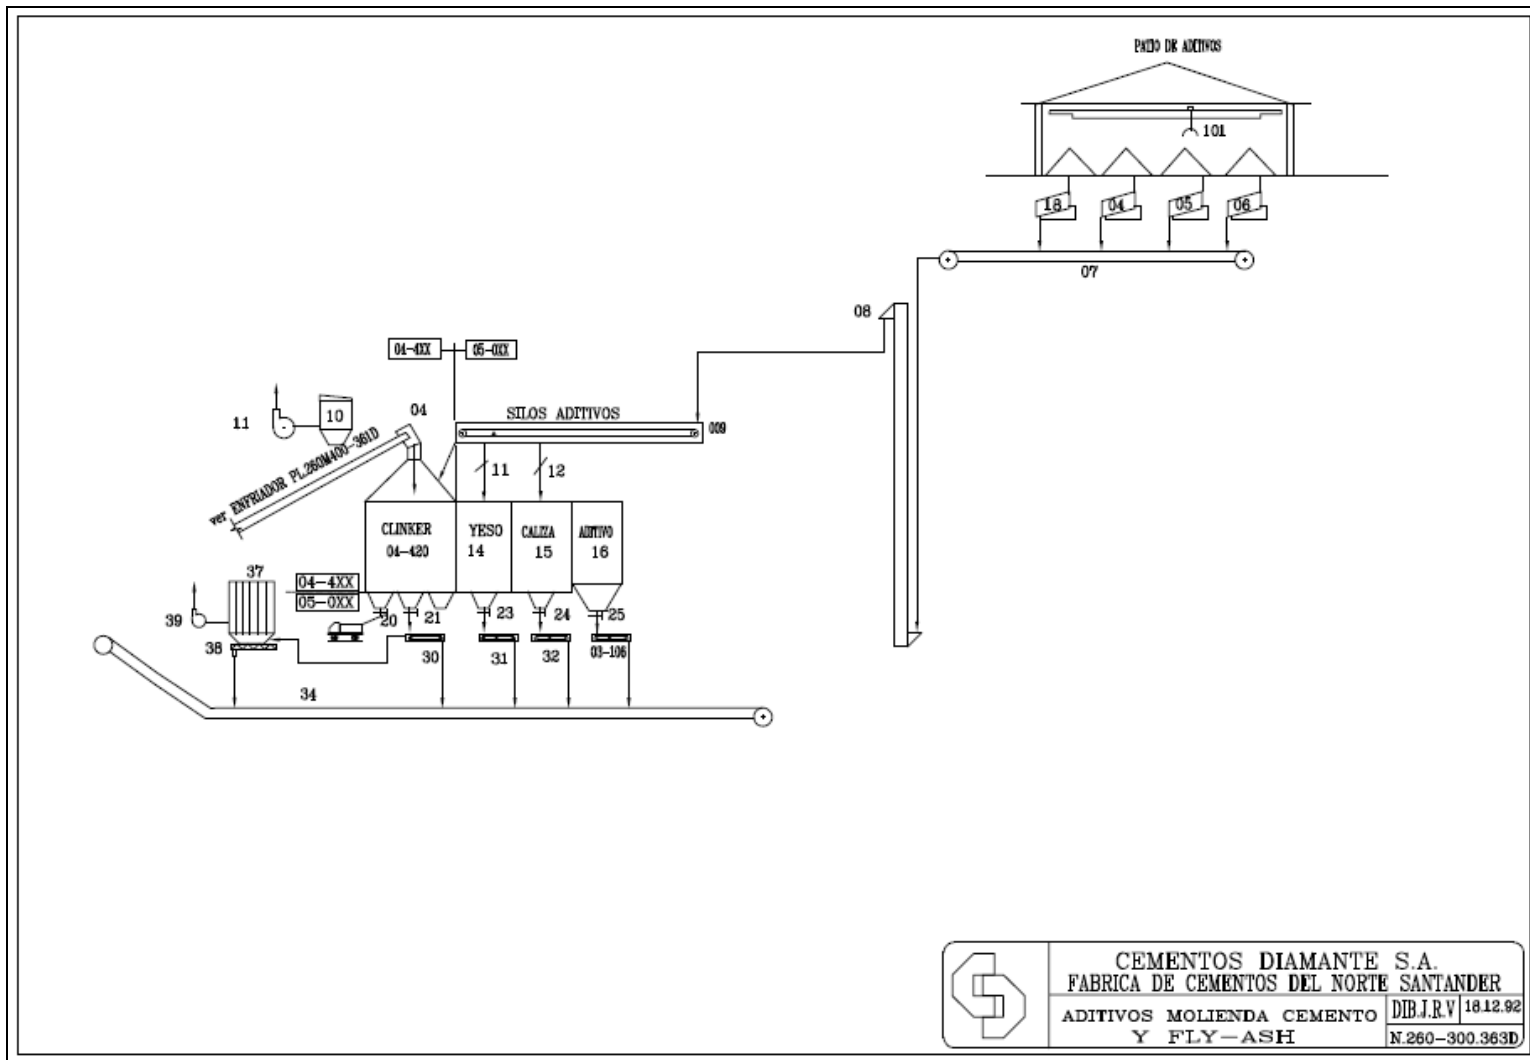 PATIO DE ADITIVOS
101
18
04
05
06
07
08
04-4XX
05-0XX
11
10
04
SILOS ADITIVOS
009
ver ENFRIADOR PL.260M400-361D
11
12
CLINKER
04-420
YESO
14
CALIZA
15
ADITIVO
16
37
04-4XX
05-0XX
39
38
20
21
23
24
25
30
31
32
03-106
34
CEMENTOS DIAMANTE S.A.
FABRICA DE CEMENTOS DEL NORTE SANTANDER
ADITIVOS MOLIENDA CEMENTO
Y FLY-ASH
DIB.J.R.V
18.12.92
N.260-300.363D